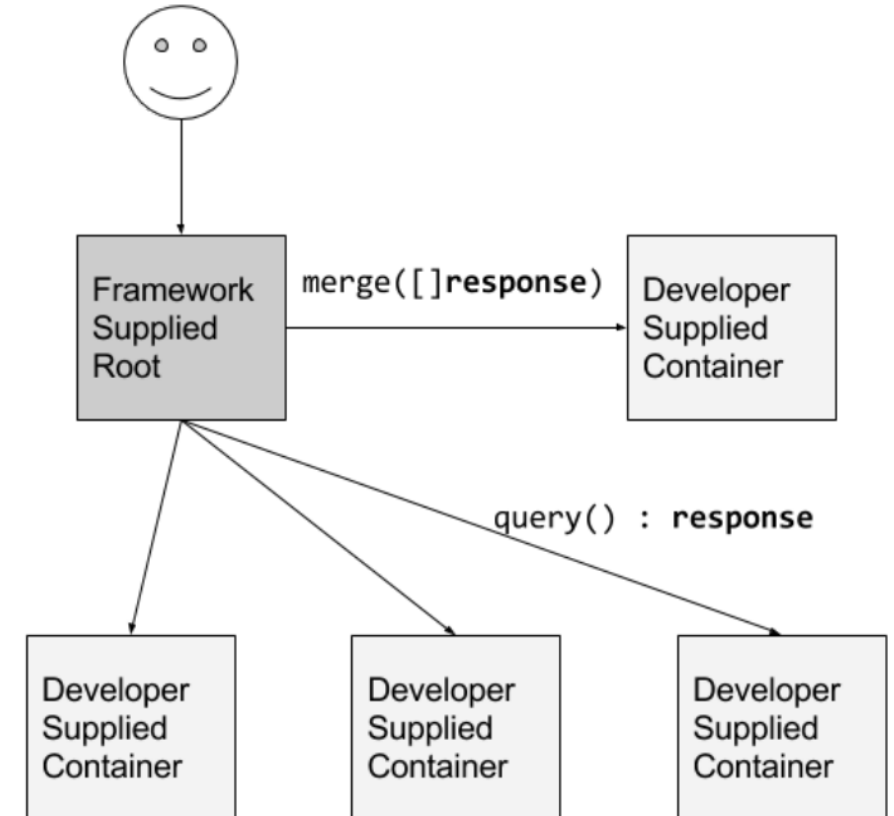 Framework
Supplied
Root
merge([]response)
Developer
Supplied
Container
query() : response
Developer
Supplied
Container
Developer
Supplied
Container
Developer
Supplied
Container